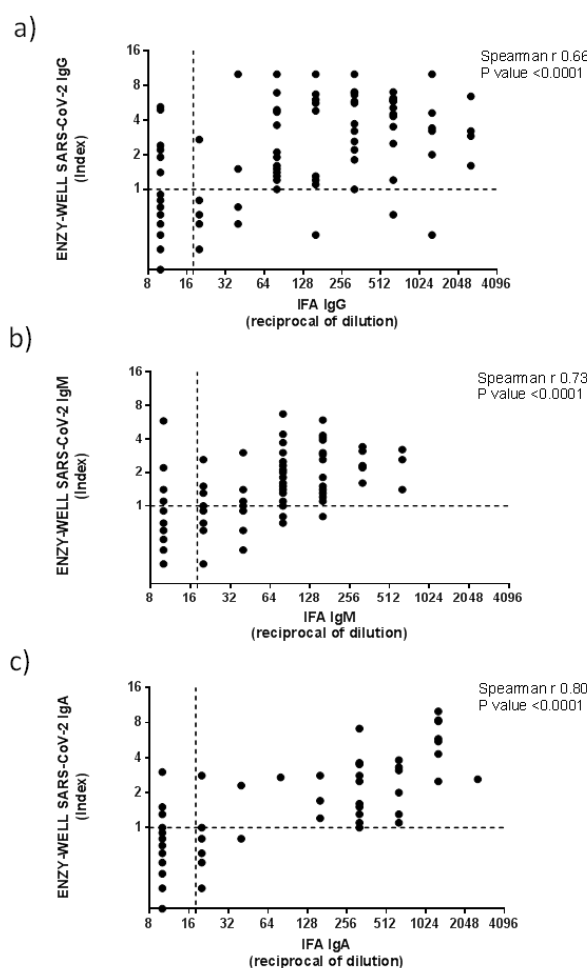 a)
Spearman r 0.66
P value <0.0001
ENZY-WELL SARS-CoV-2 IgG
(Index)
16
8
4
2
1
8 16 32 64 128 256 512 1024 2048 4096
IFA IgG
(reciprocal of dilution)
b)
Spearman r 0.73
P value <0.0001
ENZY-WELL SARS-CoV-2 IgM
(Index)
16
8
4
2
1
8 16 32 64 128 256 512 1024 2048 4096
IFA IgM
(reciprocal of dilution)
c)
Spearman r 0.80
P value <0.0001
ENZY-WELL SARS-CoV-2 IgA
(Index)
16
8
4
2
1
8 16 32 64 128 256 512 1024 2048 4096
IFA IgA
(reciprocal of dilution)